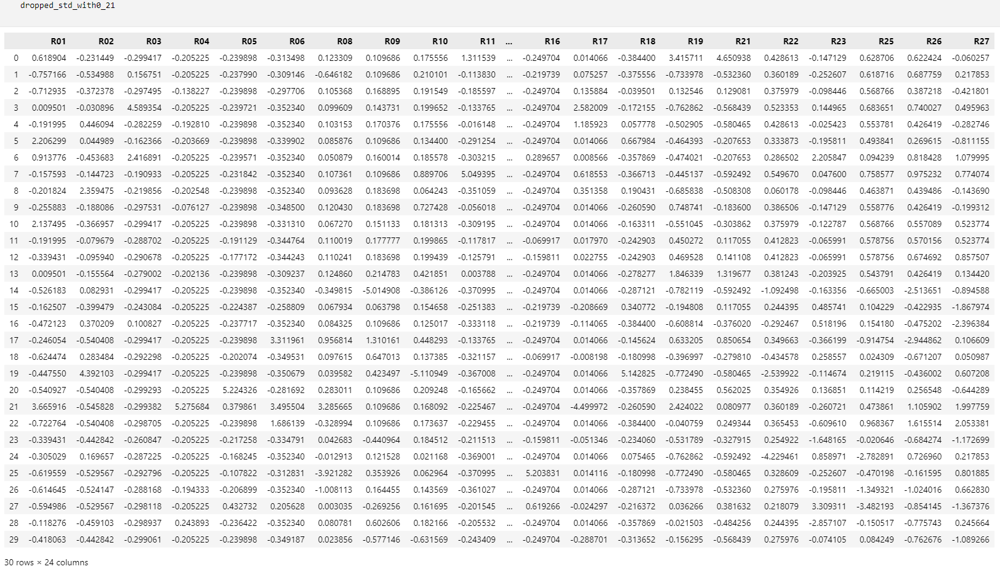 dropped_std_with0_21
R01 R02 R03 R04 R05 R06 R08 R09 R10 R11 ... R16 R17 R18 R19 R21 R22 R23 R25 R26 R27
0 0.618904 -0.231449 -0.299417 -0.205225 -0.239898 -0.313498 0.123309 0.109686 0.175556 1.311539 ... -0.249704 0.014066 -0.384400 3.415711 4.650938 0.428613 -0.147129 0.628706 0.622424 -0.060257
1 -0.757166 -0.534988 0.156751 -0.205225 -0.237990 -0.309146 -0.646182 0.109686 0.210101 -0.113830 ... -0.219739 0.075257 -0.375556 -0.733978 -0.532360 0.360189 -0.252607 0.618716 0.687759 0.217853
2 -0.712935 -0.372378 -0.297495 -0.138227 -0.239898 -0.297706 0.105368 0.168895 0.191549 -0.185597 ... -0.249704 0.135884 -0.039501 0.132546 0.129081 0.375979 -0.098446 0.568766 0.387218 -0.421801
3 0.009501 -0.030896 4.589354 -0.205225 -0.239721 -0.352340 0.099609 0.143731 0.199652 -0.133765 ... -0.249704 2.582009 -0.172155 -0.762862 -0.568439 0.523353 0.144965 0.683651 0.740027 0.495963
4 -0.191995 0.446094 -0.282259 -0.192810 -0.239898 -0.352340 0.103153 0.170376 0.175556 -0.016148 ... -0.249704 1.185923 0.057778 -0.502905 -0.580465 0.428613 -0.025423 0.553781 0.426419 -0.282746
5 2.206299 0.044989 -0.162366 -0.203669 -0.239898 -0.339902 0.085876 0.109686 0.134400 -0.291254 ... -0.249704 0.014066 0.667984 -0.464393 -0.207653 0.333873 -0.195811 0.493841 0.269615 -0.811155
6 0.913776 -0.453683 2.416891 -0.205225 -0.239571 -0.352340 0.050879 0.160014 0.185578 -0.303215 ... 0.289657 0.008566 -0.357869 -0.474021 -0.207653 0.286502 2.205847 0.094239 0.818428 1.079995
7 -0.157593 -0.144723 -0.190933 -0.205225 -0.231842 -0.352340 0.107361 0.109686 0.889706 5.049395 ... -0.249704 0.618553 -0.366713 -0.445137 -0.592492 0.549670 0.047600 0.758577 0.975232 0.774074
8 -0.201824 2.359475 -0.219856 -0.202548 -0.239898 -0.352340 0.093628 0.183698 0.064243 -0.351059 ... -0.249704 0.351358 0.190431 -0.685838 -0.508308 0.060178 -0.098446 0.463871 0.439486 -0.143690
9 -0.255883 -0.188086 -0.297531 -0.076127 -0.239898 -0.348500 0.120430 0.183698 0.727428 -0.056018 ... -0.249704 0.014066 -0.260590 0.748741 -0.183600 0.386506 -0.147129 0.558776 0.426419 -0.199312
10 2.137495 -0.366957 -0.299417 -0.205225 -0.239898 -0.331310 0.067270 0.151133 0.181313 -0.309195 ... -0.249704 0.014066 -0.163311 -0.551045 -0.303862 0.375979 -0.122787 0.568766 0.557089 0.523774
11 -0.191995 -0.079679 -0.288702 -0.205225 -0.191129 -0.344764 0.110019 0.177777 0.199865 -0.117817 ... -0.069917 0.017970 -0.242903 0.450272 0.117055 0.412823 -0.065991 0.578756 0.570156 0.523774
12 -0.339431 -0.095940 -0.290678 -0.205225 -0.177172 -0.344243 0.110241 0.183698 0.199439 -0.125791 ... -0.159811 0.022755 -0.242903 0.469528 0.141108 0.412823 -0.065991 0.578756 0.674692 0.857507
13 0.009501 -0.155564 -0.279002 -0.202136 -0.239898 -0.309237 0.124860 0.214783 0.421851 0.003788 ... -0.249704 0.014066 -0.278277 1.846339 1.319677 0.381243 -0.203925 0.543791 0.426419 0.134420
14 -0.526183 0.082931 -0.299417 -0.205225 -0.239898 -0.352340 -0.349815 -5.014908 -0.386126 -0.370995 ... -0.249704 0.014066 -0.287121 -0.782119 -0.592492 -1.092498 -0.163356 -0.665003 -2.513651 -0.894588
15 -0.162507 -0.399479 -0.243084 -0.205225 -0.224387 -0.258809 0.067934 0.063798 0.154658 -0.251383 ... -0.219739 -0.208669 0.340772 -0.194808 0.117055 0.244395 0.485741 0.104229 -0.422935 -1.867974
16 -0.472123 0.370209 0.100827 -0.205225 -0.237717 -0.352340 0.084325 0.109686 0.125017 -0.333118 ... -0.219739 -0.114065 -0.384400 -0.608814 -0.376020 -0.292467 0.518196 0.154180 -0.475202 -2.396384
17 -0.246054 -0.540408 -0.299417 -0.205225 -0.239898 3.311961 0.956814 1.310161 0.448293 -0.133765 ... -0.249704 0.014066 -0.145624 0.633205 0.850654 0.349663 -0.366199 -0.914754 -2.944862 0.106609
18 -0.624474 0.283484 -0.292298 -0.205225 -0.202074 -0.349531 0.097615 0.647013 0.137385 -0.321157 ... -0.069917 -0.008198 -0.180998 -0.396997 -0.279810 -0.434578 0.258557 0.024309 -0.671207 0.050987
19 -0.447550 4.392103 -0.299417 -0.205225 -0.239898 -0.350679 0.039582 0.423497 -5.110949 -0.367008 ... -0.249704 0.014066 5.142825 -0.772490 -0.580465 -2.539922 -0.114674 0.219115 -0.436002 0.607208
20 -0.540927 -0.540408 -0.299293 -0.205225 5.224326 -0.281692 0.283011 0.109686 0.209248 -0.165662 ... -0.249704 0.014066 -0.357869 0.238455 0.562025 0.354926 0.136851 0.114219 0.256548 -0.644289
21 3.665916 -0.545828 -0.299382 5.275684 0.379861 3.495504 3.285665 0.109686 0.168092 -0.225467 ... -0.249704 -4.499972 -0.260590 2.424022 0.080977 0.360189 -0.260721 0.473861 1.105902 1.997759
22 -0.722764 -0.540408 -0.298705 -0.205225 -0.239898 1.686139 -0.328994 0.109686 0.173637 -0.229455 ... -0.249704 0.014066 -0.384400 -0.040759 0.249344 0.365453 -0.609610 0.968367 1.615514 2.053381
23 -0.339431 -0.442842 -0.260847 -0.205225 -0.217258 -0.334791 0.042683 -0.440964 0.184512 -0.211513 ... -0.159811 -0.051346 -0.234060 -0.531789 -0.327915 0.254922 -1.648165 -0.020646 -0.684274 -1.172699
24 -0.305029 0.169657 -0.287225 -0.205225 -0.168245 -0.352340 -0.012913 0.121528 0.021168 -0.369001 ... -0.249704 0.014066 0.075465 -0.762862 -0.592492 -4.229461 0.858971 -2.782891 0.726960 0.217853
25 -0.619559 -0.529567 -0.292796 -0.205225 -0.107822 -0.312831 -3.921282 0.353926 0.062964 -0.370995 ... 5.203831 0.014116 -0.180998 -0.772490 -0.580465 0.328609 -0.252607 -0.470198 -0.161595 0.801885
26 -0.614645 -0.524147 -0.288168 -0.194333 -0.206899 -0.352340 -1.008113 0.164455 0.143569 -0.361027 ... -0.249704 0.014066 -0.287121 -0.733978 -0.532360 0.275976 -0.195811 -1.349321 -1.024016 0.662830
27 -0.594986 -0.529567 -0.298118 -0.205225 0.432732 0.205628 0.003035 -0.269256 0.161695 -0.201545 ... 0.619266 -0.024297 -0.216372 0.036266 0.381632 0.218079 3.309311 -3.482193 -0.854145 -1.367376
28 -0.118276 -0.459103 -0.298937 0.243893 -0.236422 -0.352340 0.080781 0.602606 0.182166 -0.205532 ... -0.249704 0.014066 -0.357869 -0.021503 -0.484256 0.244395 -2.857107 -0.150517 -0.775743 0.245664
29 -0.418063 -0.442842 -0.299061 -0.205225 -0.239898 -0.349187 0.023856 -0.577146 -0.631569 -0.243409 ... -0.249704 -0.288701 -0.313652 -0.156295 -0.568439 0.275976 -0.074105 0.084249 -0.762676 -1.089266
30 rows × 24 columns